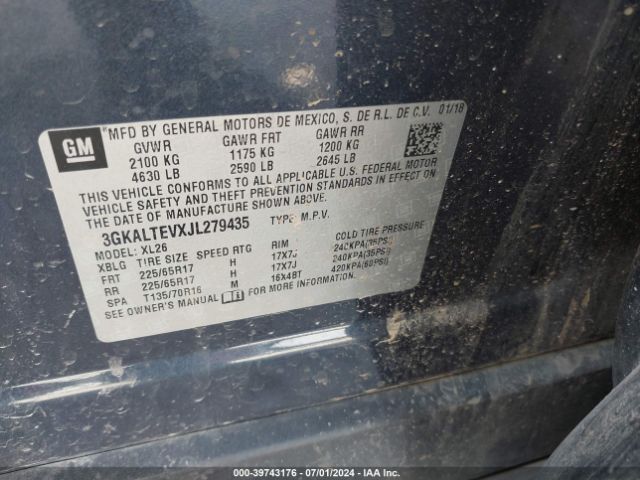 GM
*MFD BY GENERAL MOTORS DE MEXICO, S. DE R.L. DE C.V. 01/18
GVWR GAWR FRT GAWR RR
2100 KG 1175 KG 1200 KG
4630 LB 2590 LB 2645 LB
THIS VEHICLE CONFORMS TO ALL APPLICABLE U.S. FEDERAL MOTOR
VEHICLE SAFETY AND THEFT PREVENTION STANDARDS IN EFFECT ON
THE DATE OF MANUFACTURE SHOWN ABOVE.
3GKALTEVXJL279435 TYPE: M.P.V.
MODEL: XL26
XBLG TIRE SIZE SPEED RTG RIM
FRT 225/65R17 H 17X7J 240KPA(35PSI)
RR 225/65R17 H 17X7J 240KPA(35PSI)
SPA T135/70R16 M 16X4BT 420KPA(60PSI)
SEE OWNER'S MANUAL FOR MORE INFORMATION.
000-39743176 - 07/01/2024 - IAA Inc.